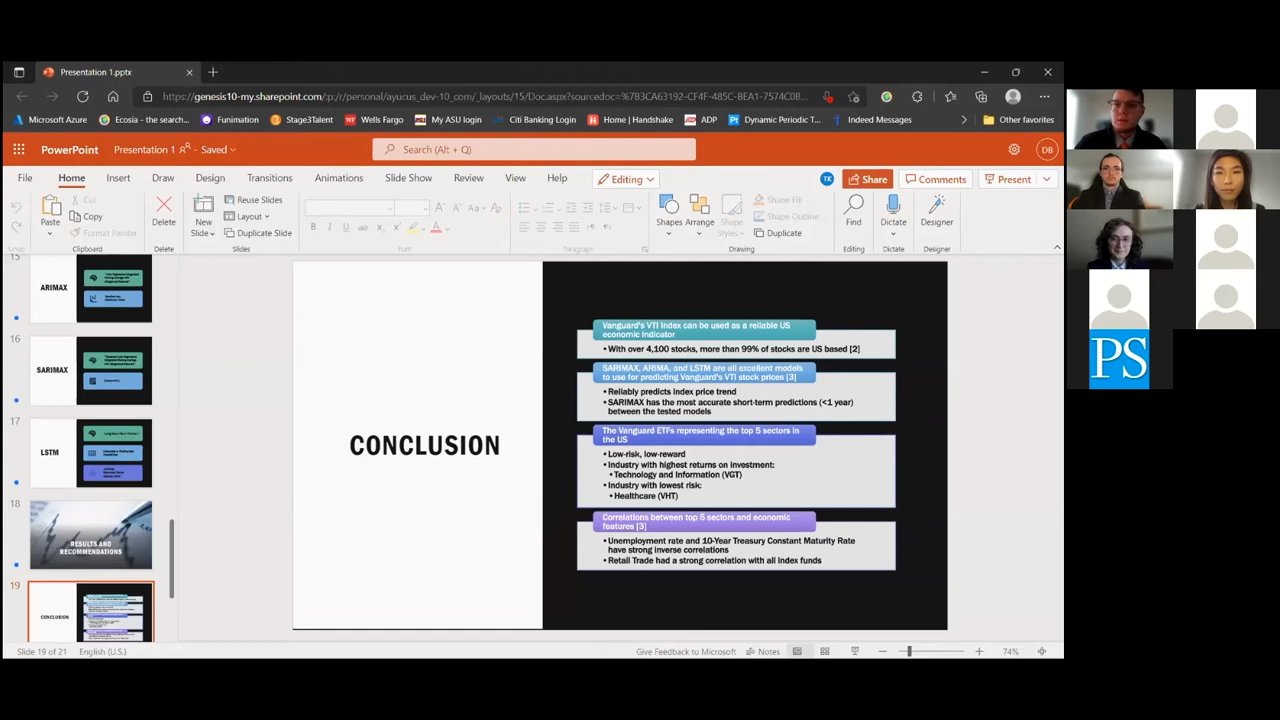 Presentation 1.pptx
https://genesis10-my.sharepoint.com/:p:/r/personal/ayucus_dev-10_com/_layouts/15/Doc.aspx?sourcedoc=%7B3CA63192-CF4F-485C-BEA1-7574C0B...
Microsoft Azure
Ecosia - the search...
Funimation
Stage3Talent
Wells Fargo
My ASU login
Citi Banking Login
Home | Handshake
ADP
Dynamic Periodic T...
Indeed Messages
Other favorites
PowerPoint
Presentation 1
- Saved
Search (Alt + Q)
DB
File
Home
Insert
Draw
Design
Transitions
Animations
Slide Show
Review
View
Help
Editing
TK
Share
Comments
Present
Undo
Paste
Cut
Copy
Format Painter
Clipboard
Delete
Delete
New
Slide
Reuse Slides
Layout
Duplicate Slide
Slides
Font
Paragraph
Shapes
Arrange
Shape
Styles
Shape Fill
Shape Outline
Duplicate
Drawing
Find
Editing
Dictate
Dictate
Designer
Designer
15
ARIMAX
16
SARIMAX
17
LSTM
18
RESULTS AND
RECOMMENDATIONS
19
CONCLUSION
CONCLUSION
Vanguard's VTI Index can be used as a reliable US
economic indicator
•With over 4,100 stocks, more than 99% of stocks are US based [2]
SARIMAX, ARIMA, and LSTM are all excellent models
to use for predicting Vanguard's VTI stock prices [3]
•Reliably predicts index price trend
•SARIMAX has the most accurate short-term predictions (<1 year)
between the tested models
The Vanguard ETFs representing the top 5 sectors in
the US
•Low-risk, low-reward
•Industry with highest returns on investment:
•Technology and Information (VGT)
•Industry with lowest risk:
•Healthcare (VHT)
Correlations between top 5 sectors and economic
features [3]
•Unemployment rate and 10-Year Treasury Constant Maturity Rate
have strong inverse correlations
•Retail Trade had a strong correlation with all Index funds
PS
Slide 19 of 21
English (U.S.)
Give Feedback to Microsoft
Notes
74%